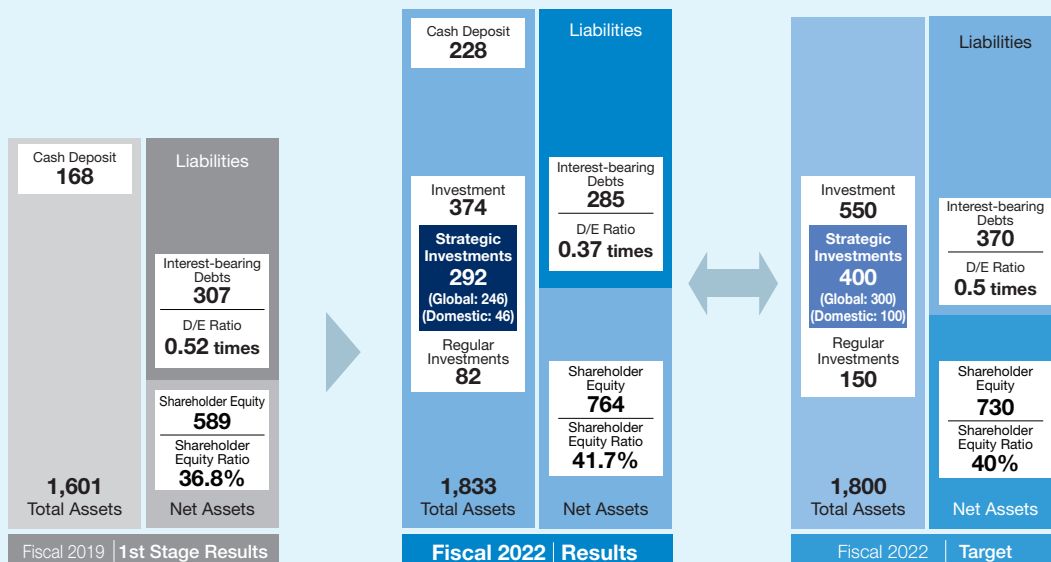 Cash Deposit
168
Liabilities
Interest-bearing
Debts
307
D/E Ratio
0.52 times
Shareholder Equity
589
Shareholder
Equity Ratio
36.8%
1,601
Total Assets
Net Assets
Fiscal 2019 | 1st Stage Results
Cash Deposit
228
Liabilities
Investment
374
Strategic
Investments
292
(Global: 246)
(Domestic: 46)
Regular
Investments
82
Interest-bearing
Debts
285
D/E Ratio
0.37 times
Shareholder
Equity
764
Shareholder
Equity Ratio
41.7%
1,833
Total Assets
Net Assets
Fiscal 2022 | Results
Liabilities
Investment
550
Strategic
Investments
400
(Global: 300)
(Domestic: 100)
Regular
Investments
150
Interest-bearing
Debts
370
D/E Ratio
0.5 times
Shareholder
Equity
730
Shareholder
Equity Ratio
40%
1,800
Total Assets
Net Assets
Fiscal 2022 | Target